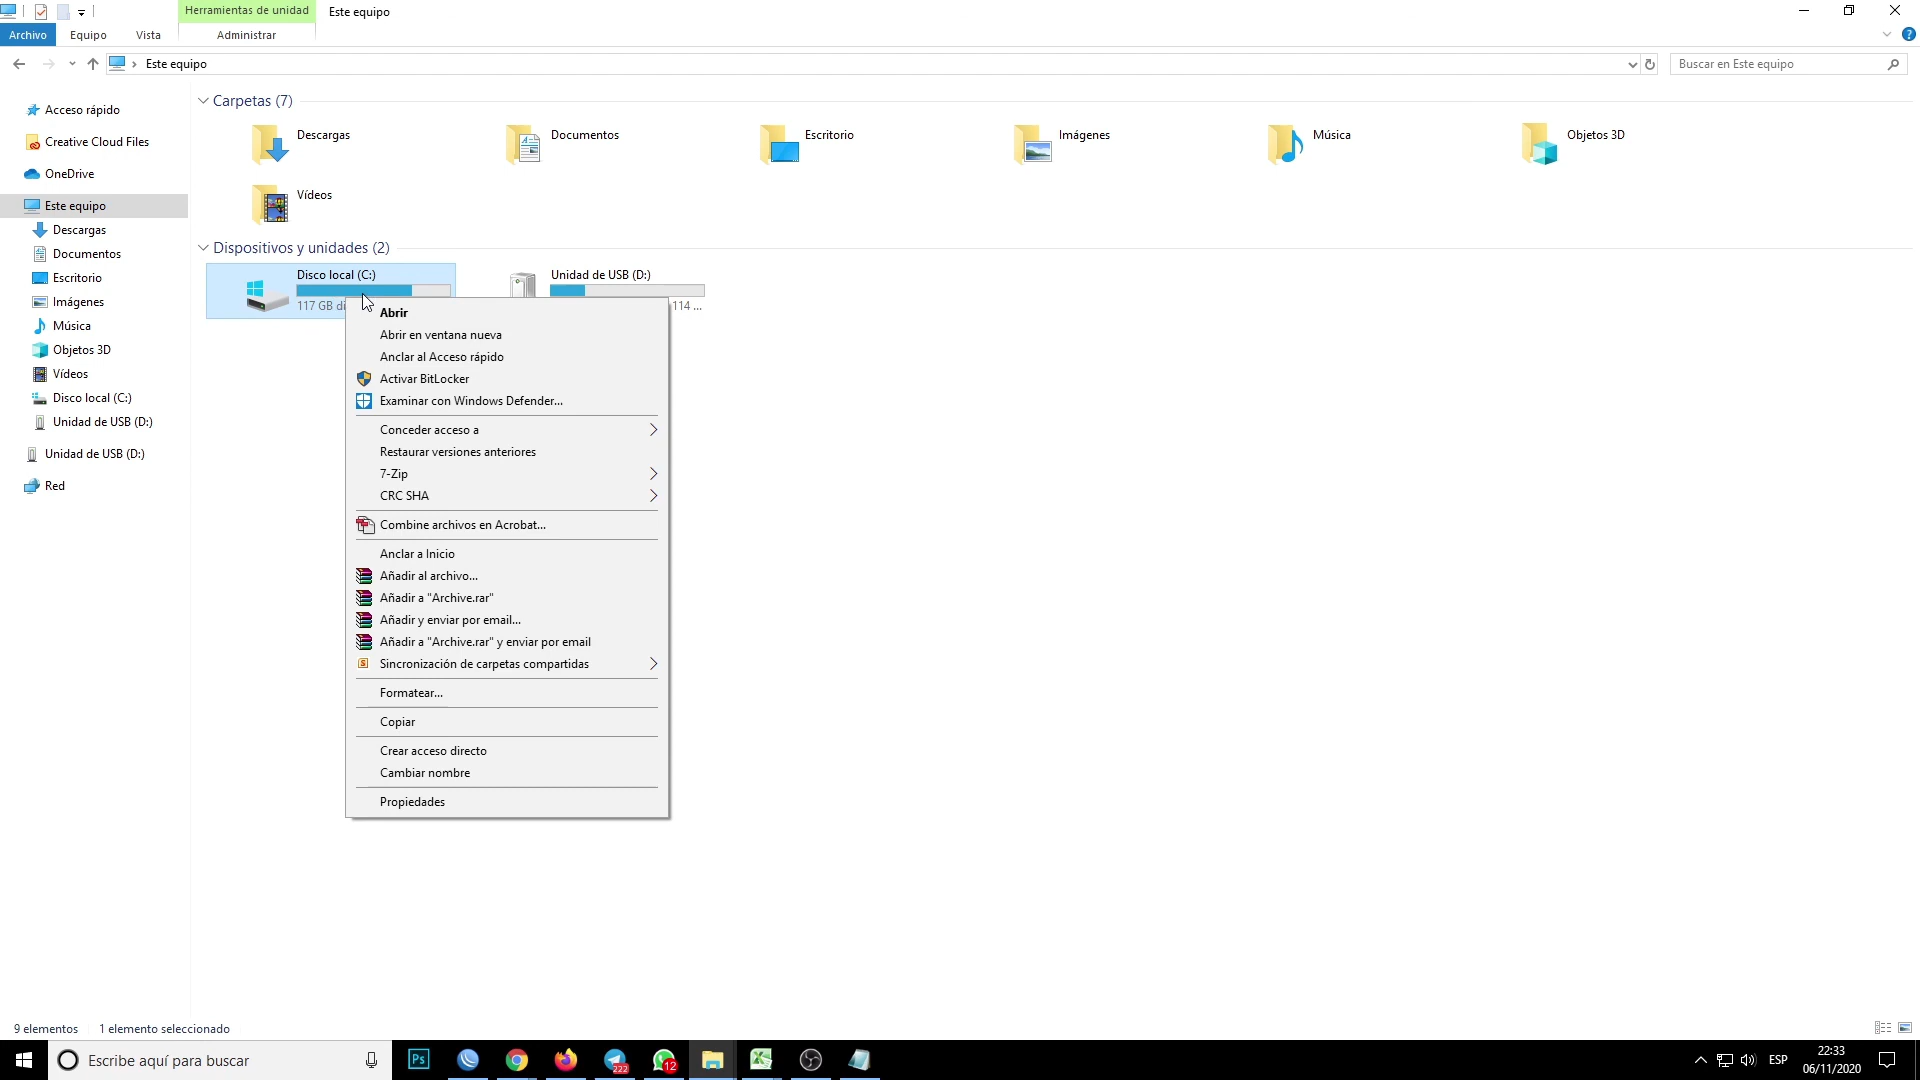 Herramientas de unidad
Este equipo
Archivo
Equipo
Vista
Administrar
Este equipo
Buscar en Este equipo
Acceso rápido
Creative Cloud Files
OneDrive
Este equipo
Descargas
Documentos
Escritorio
Imágenes
Música
Objetos 3D
Vídeos
Disco local (C:)
Unidad de USB (D:)
Unidad de USB (D:)
Red
Carpetas (7)
Descargas
Documentos
Escritorio
Imágenes
Música
Objetos 3D
Vídeos
Dispositivos y unidades (2)
Disco local (C:)
117 GB di
Unidad de USB (D:)
114 ...
Abrir
Abrir en ventana nueva
Anclar al Acceso rápido
Activar BitLocker
Examinar con Windows Defender...
Conceder acceso a
Restaurar versiones anteriores
7-Zip
CRC SHA
Combine archivos en Acrobat...
Anclar a Inicio
Añadir al archivo...
Añadir a "Archive.rar"
Añadir y enviar por email...
Añadir a "Archive.rar" y enviar por email
Sincronización de carpetas compartidas
Formatear...
Copiar
Crear acceso directo
Cambiar nombre
Propiedades
9 elementos
1 elemento seleccionado
Escribe aquí para buscar
Ps
222
12
ESP
22:33
06/11/2020